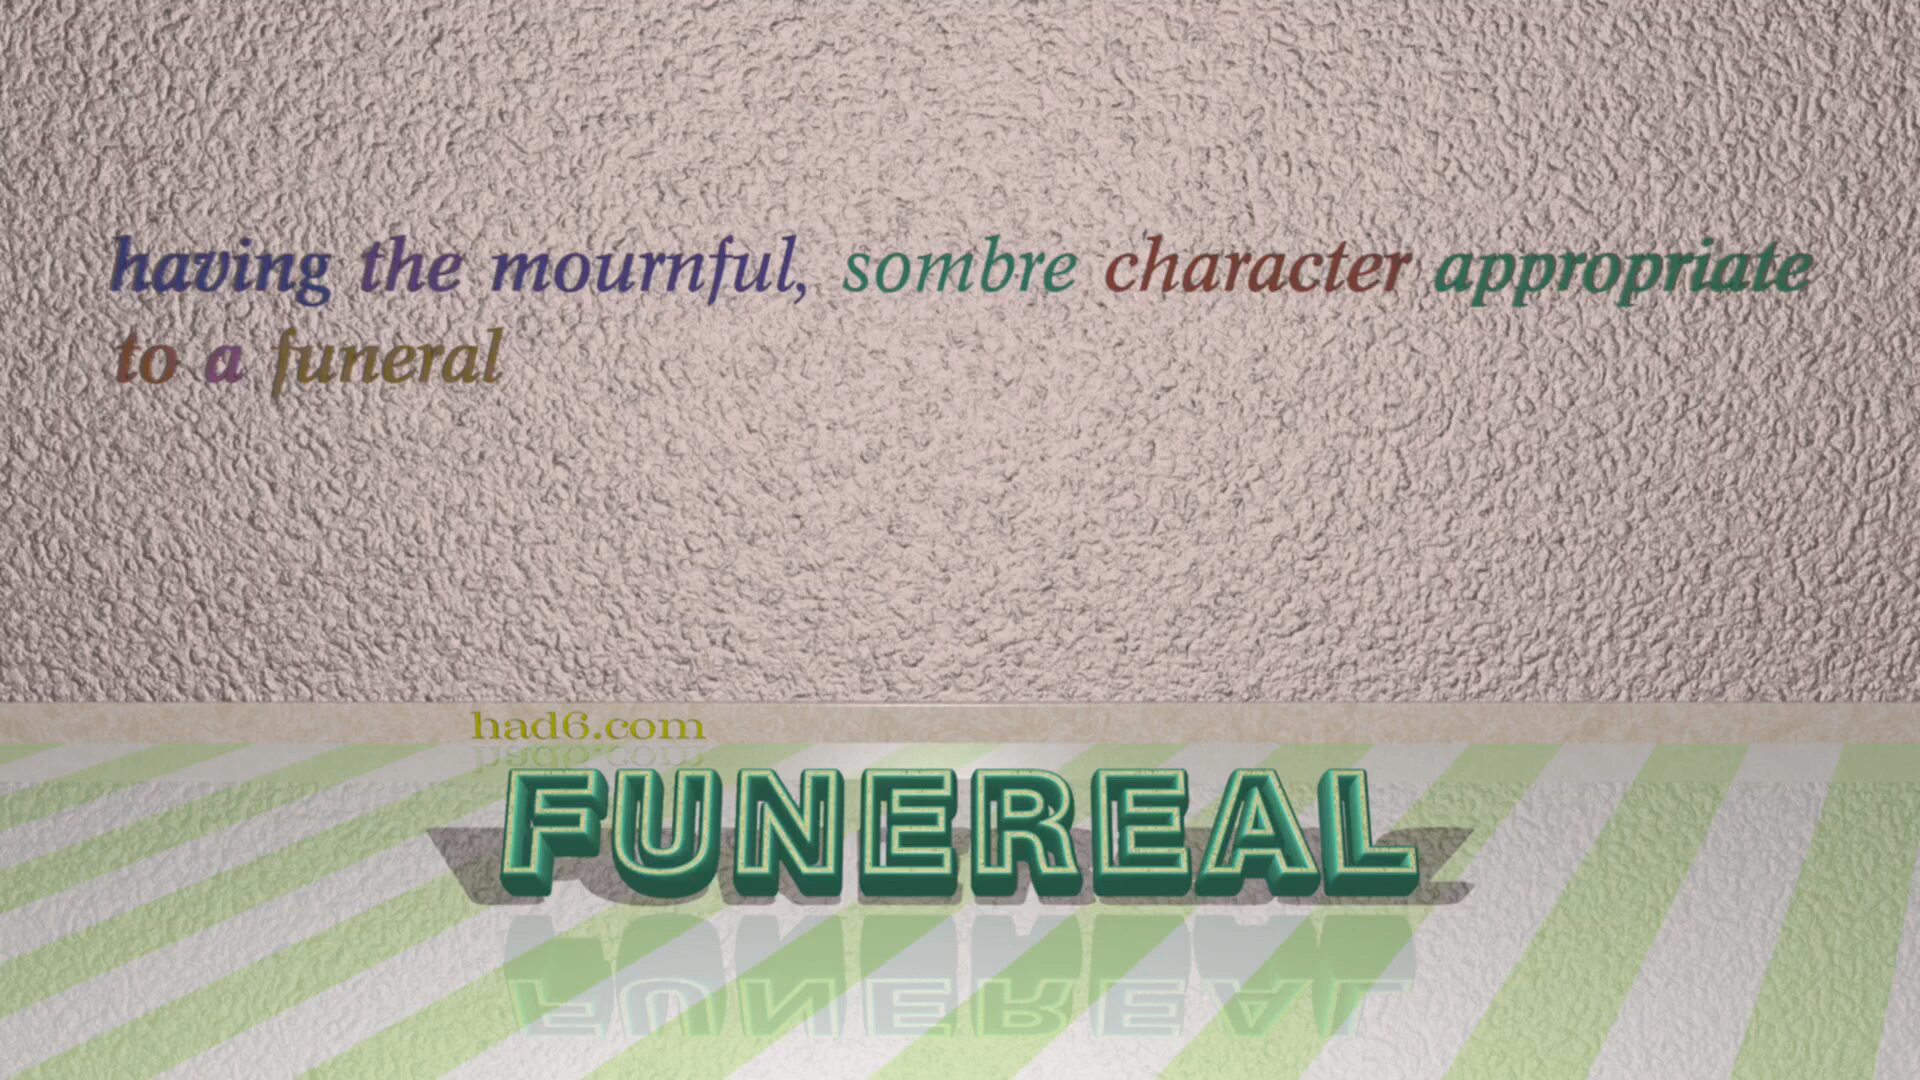 having the mournful, sombre character appropriate
to a funeral
had6.com
FUNEREAL